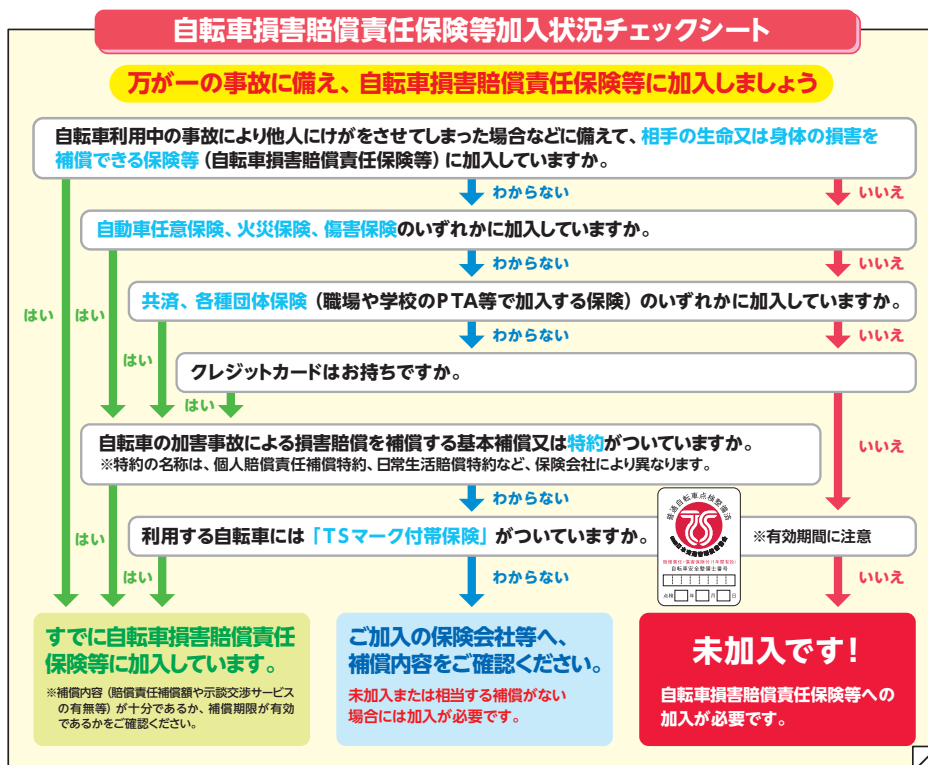 自転車損害賠償責任保険等加入状況チェックシート
万が一の事故に備え、自転車損害賠償責任保険等に加入しましょう
自転車利用中の事故により他人にけがをさせてしまった場合などに備えて、相手の生命又は身体の損害を
補償できる保険等（自転車損害賠償責任保険等）に加入していますか。
わからない
いいえ
自動車任意保険、火災保険、傷害保険のいずれかに加入していますか。
わからない
いいえ
共済、各種団体保険（職場や学校のPTA等で加入する保険）のいずれかに加入していますか。
はい
はい
わからない
いいえ
はい
クレジットカードはお持ちですか。
はい
自転車の加害事故による損害賠償を補償する基本補償又は特約がついていますか。
※特約の名称は、個人賠償責任補償特約、日常生活賠償特約など、保険会社により異なります。
いいえ
わからない
普通自転車点検整備済
利用する自転車には「TSマーク付帯保険」がついていますか。
※有効期間に注意
はい
自転車安全整備士番号
点検 年 月 日
はい
わからない
いいえ
すでに自転車損害賠償責任
保険等に加入しています。
※補償内容（賠償責任補償額や示談交渉サービス
の有無等）が十分であるか、補償期限が有効
であるかをご確認ください。
ご加入の保険会社等へ、
補償内容をご確認ください。
未加入または相当する補償がない
場合には加入が必要です。
未加入です！
自転車損害賠償責任保険等への
加入が必要です。